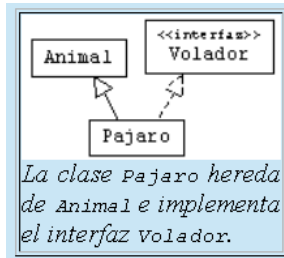 <<interfaz>>
Animal
Volador
Pajaro
La clase Pajaro hereda
de Animal e implementa
el interfaz Volador.